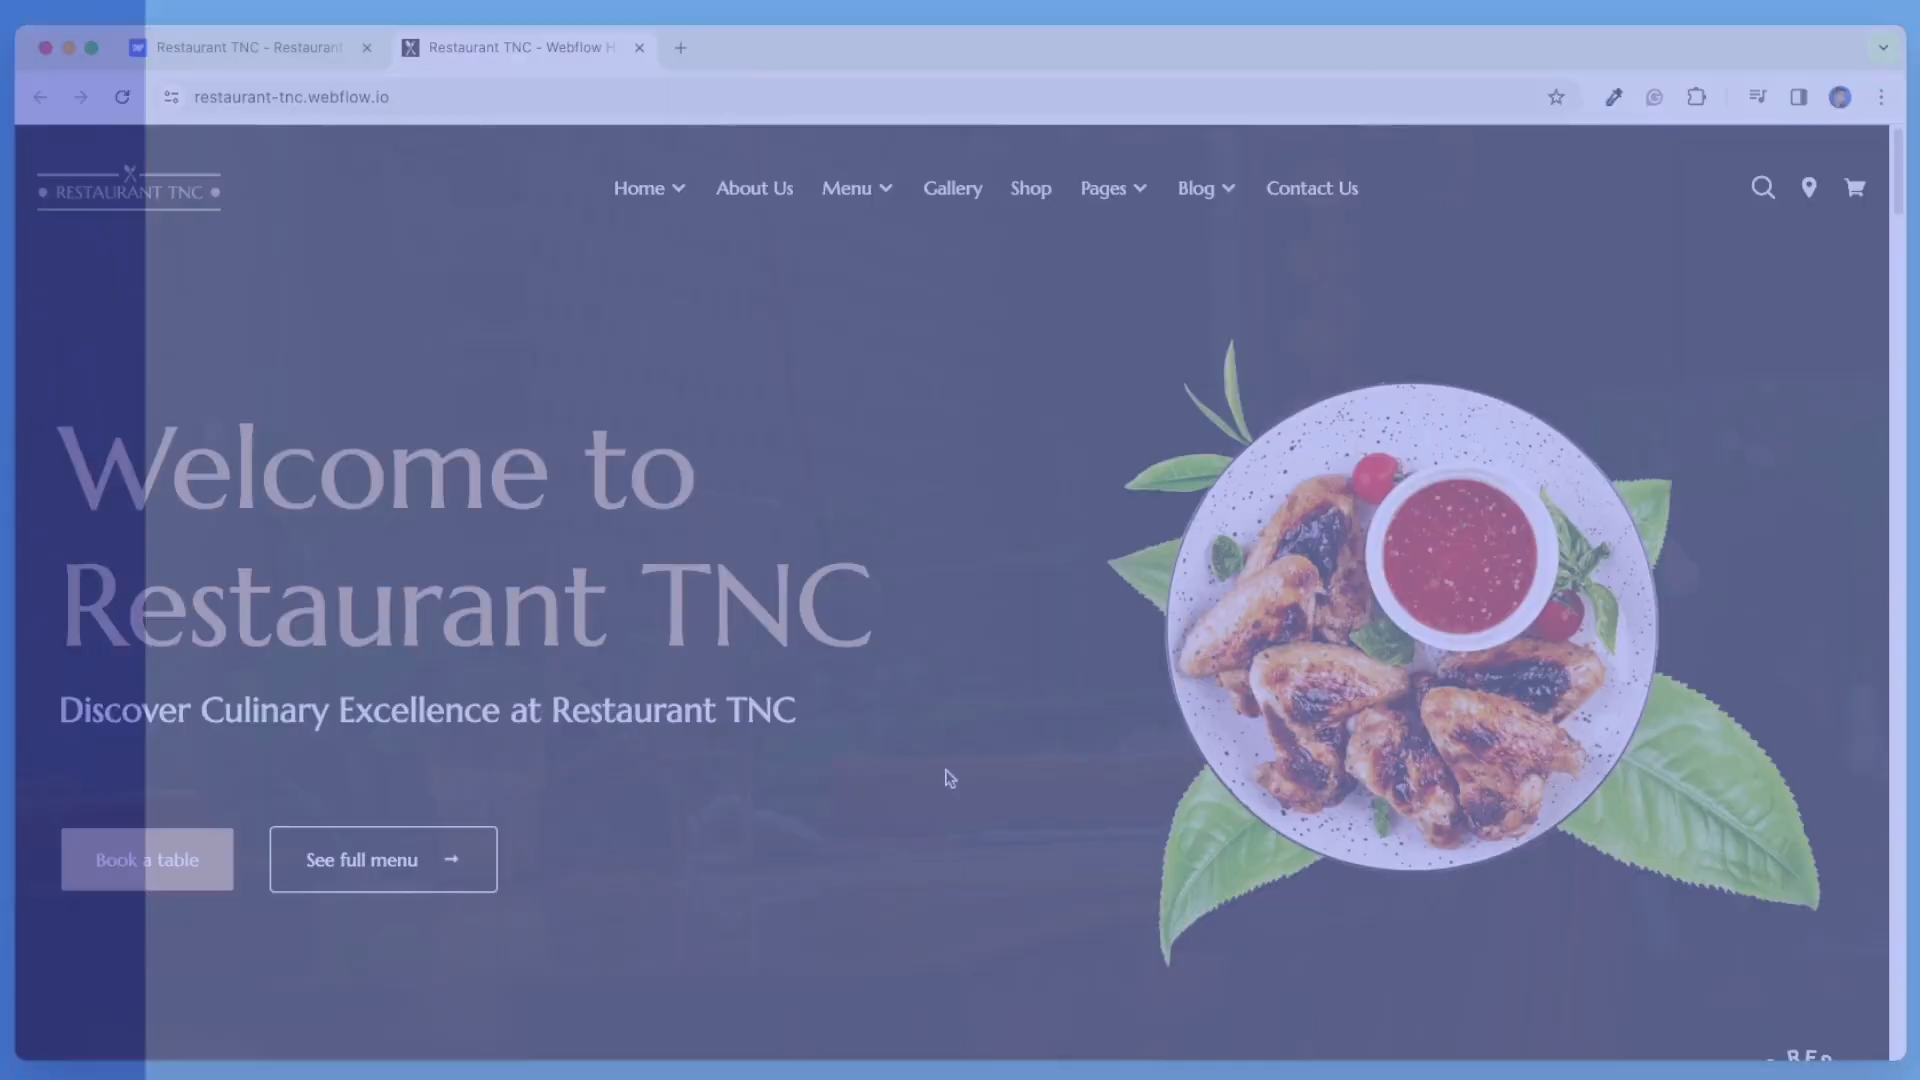 Restaurant TNC - Restaurant
Restaurant TNC - Webflow H
restaurant-tnc.webflow.io
RESTAURANT TNC
Home
About Us
Menu
Gallery
Shop
Pages
Blog
Contact Us
Welcome to
Restaurant TNC
Discover Culinary Excellence at Restaurant TNC
Book a table
See full menu